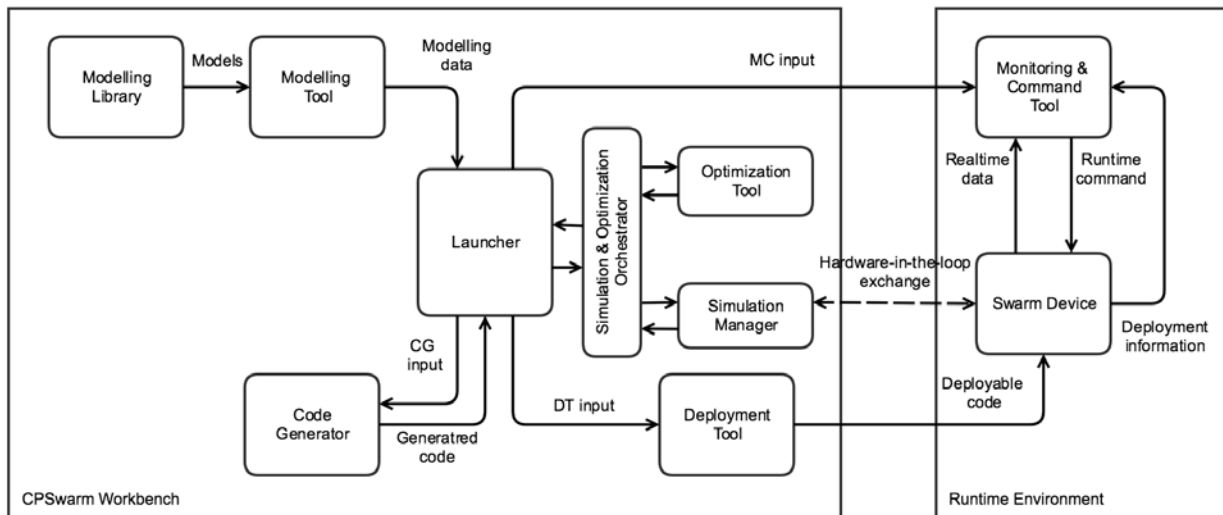 Modelling
Library
Models
Modelling
Tool
Modelling
data
MC input
Monitoring &
Command
Tool
Realtime
data
Runtime
command
Launcher
Simulation & Optimization
Orchestrator
Optimization
Tool
Simulation
Manager
Hardware-in-the-loop
exchange
Swarm Device
Deployment
information
CG
input
Code
Generator
Generatred
code
DT input
Deployment
Tool
Deployable
code
CPSwarm Workbench
Runtime Environment